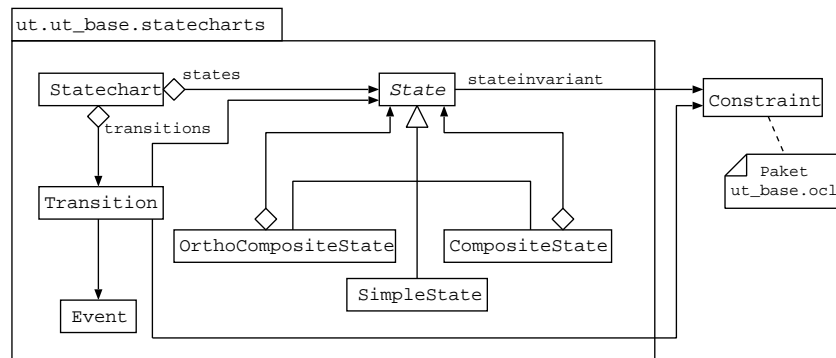 ut.ut_base.statecharts
states
Statechart
State
stateinvariant
Constraint
transitions
Paket
ut_base.ocl
Transition
OrthoCompositeState
CompositeState
SimpleState
Event